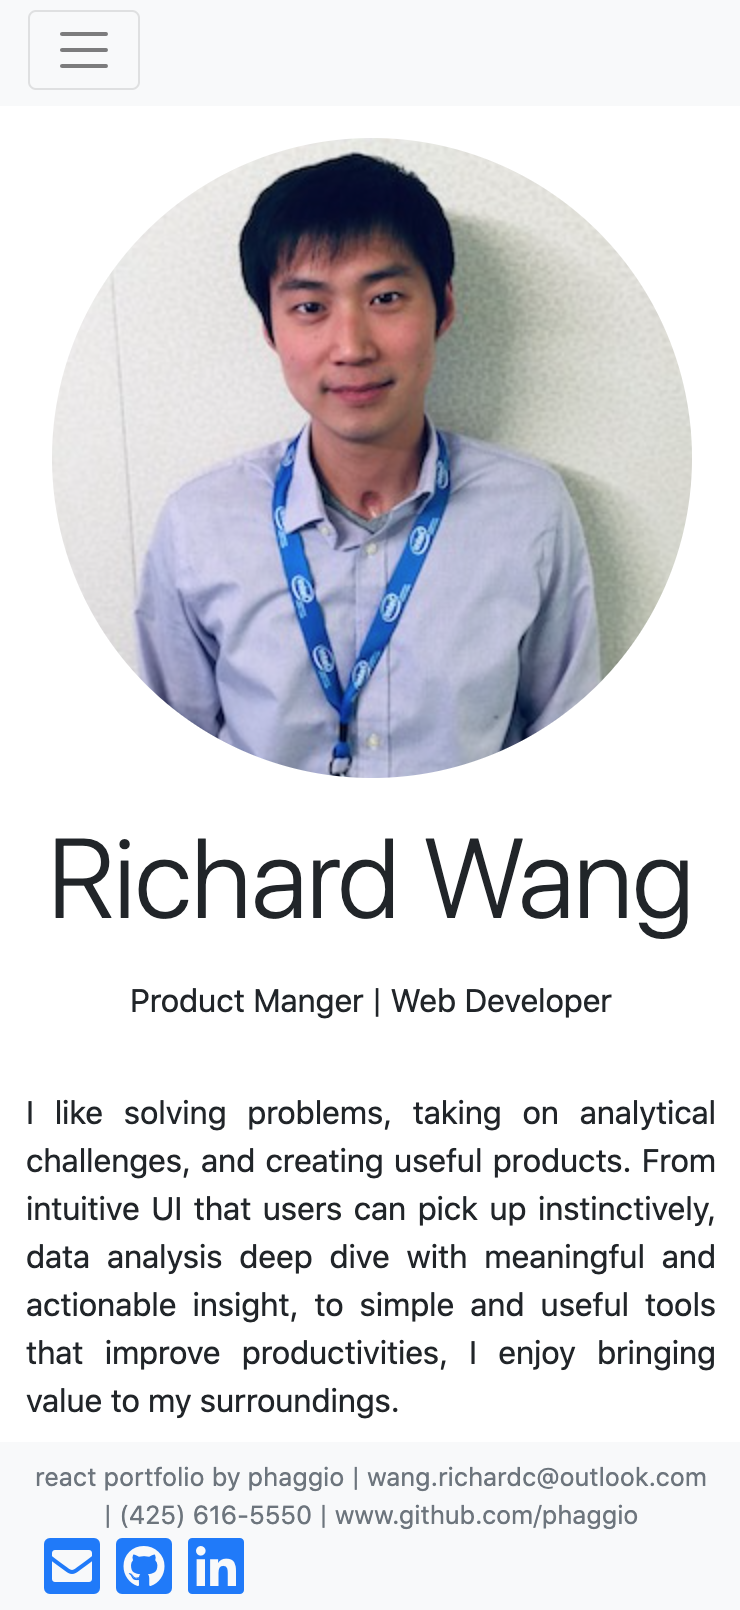 Richard Wang
Product Manger | Web Developer
I like solving problems, taking on analytical
challenges, and creating useful products. From
intuitive UI that users can pick up instinctively,
data analysis deep dive with meaningful and
actionable insight, to simple and useful tools
that improve productivities, I enjoy bringing
value to my surroundings.
react portfolio by phaggio | wang.richardc@outlook.com
| (425) 616-5550 | www.github.com/phaggio
in